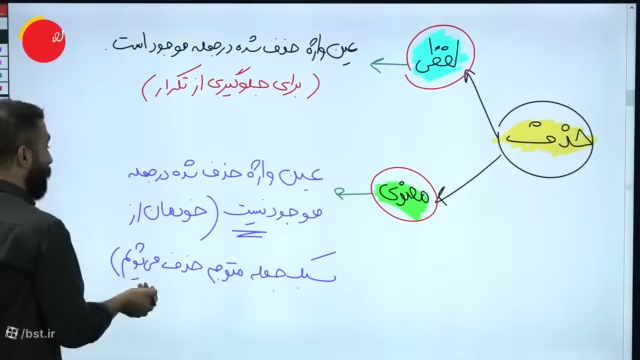 حذف
لفظی
عین واژه حذف شده در جمله موجود است.
(برای جلوگیری از تکرار)
معنوی
عین واژه حذف شده در جمله
موجود نیست (خودمان از
سبک جمله متوجه حذف می‌شویم)
/bst.ir